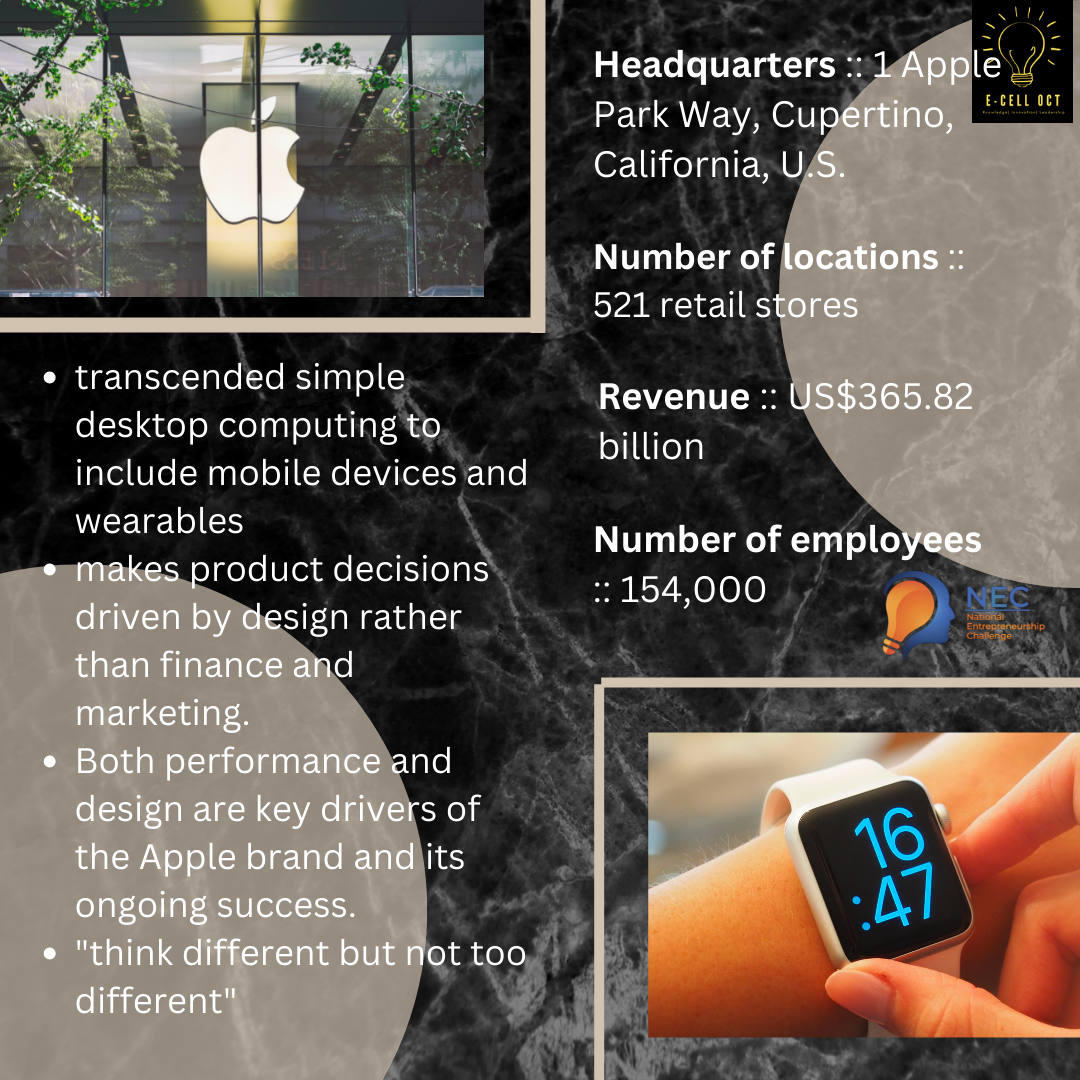 Headquarters :: 1 Apple
Park Way, Cupertino,
California, U.S.
E-CELL OCT
Knowledge| Innovation| Leadership
Number of locations ::
521 retail stores
Revenue :: US$365.82
billion
Number of employees
:: 154,000
NEC
National
Entrepreneurship
Challenge
• transcended simple
desktop computing to
include mobile devices and
wearables
• makes product decisions
driven by design rather
than finance and
marketing.
• Both performance and
design are key drivers of
the Apple brand and its
ongoing success.
• "think different but not too
different"
16
:47